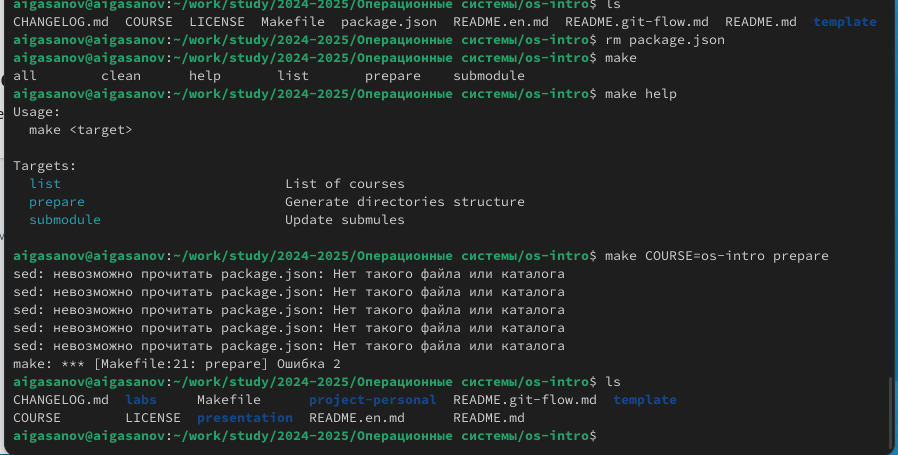 aigasanov@aigasanov:~/work/study/2024-2025/Операционные системы/os-intro$ ls
CHANGELOG.md COURSE LICENSE Makefile package.json README.en.md README.git-flow.md README.md template
aigasanov@aigasanov:~/work/study/2024-2025/Операционные системы/os-intro$ rm package.json
aigasanov@aigasanov:~/work/study/2024-2025/Операционные системы/os-intro$ make
all clean help list prepare submodule
aigasanov@aigasanov:~/work/study/2024-2025/Операционные системы/os-intro$ make help
Usage:
make <target>
Targets:
list List of courses
prepare Generate directories structure
submodule Update submules
aigasanov@aigasanov:~/work/study/2024-2025/Операционные системы/os-intro$ make COURSE=os-intro prepare
sed: невозможно прочитать package.json: Нет такого файла или каталога
sed: невозможно прочитать package.json: Нет такого файла или каталога
sed: невозможно прочитать package.json: Нет такого файла или каталога
sed: невозможно прочитать package.json: Нет такого файла или каталога
sed: невозможно прочитать package.json: Нет такого файла или каталога
make: *** [Makefile:21: prepare] Ошибка 2
aigasanov@aigasanov:~/work/study/2024-2025/Операционные системы/os-intro$ ls
CHANGELOG.md labs Makefile project-personal README.git-flow.md template
COURSE LICENSE presentation README.en.md README.md
aigasanov@aigasanov:~/work/study/2024-2025/Операционные системы/os-intro$